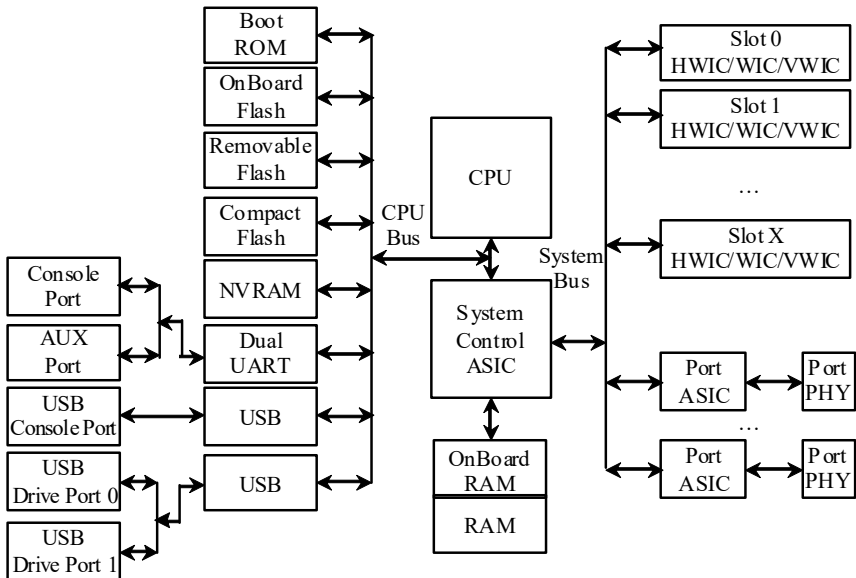 Boot
ROM
OnBoard
Flash
Removable
Flash
Compact
Flash
NVRAM
Dual
UART
USB
USB
Console
Port
AUX
Port
USB
Console Port
USB
Drive Port 0
USB
Drive Port 1
CPU
Bus
CPU
System
Control
ASIC
OnBoard
RAM
RAM
System
Bus
Slot 0
HWIC/WIC/VWIC
Slot 1
HWIC/WIC/VWIC
...
Slot X
HWIC/WIC/VWIC
Port
ASIC
Port
PHY
...
Port
ASIC
Port
PHY